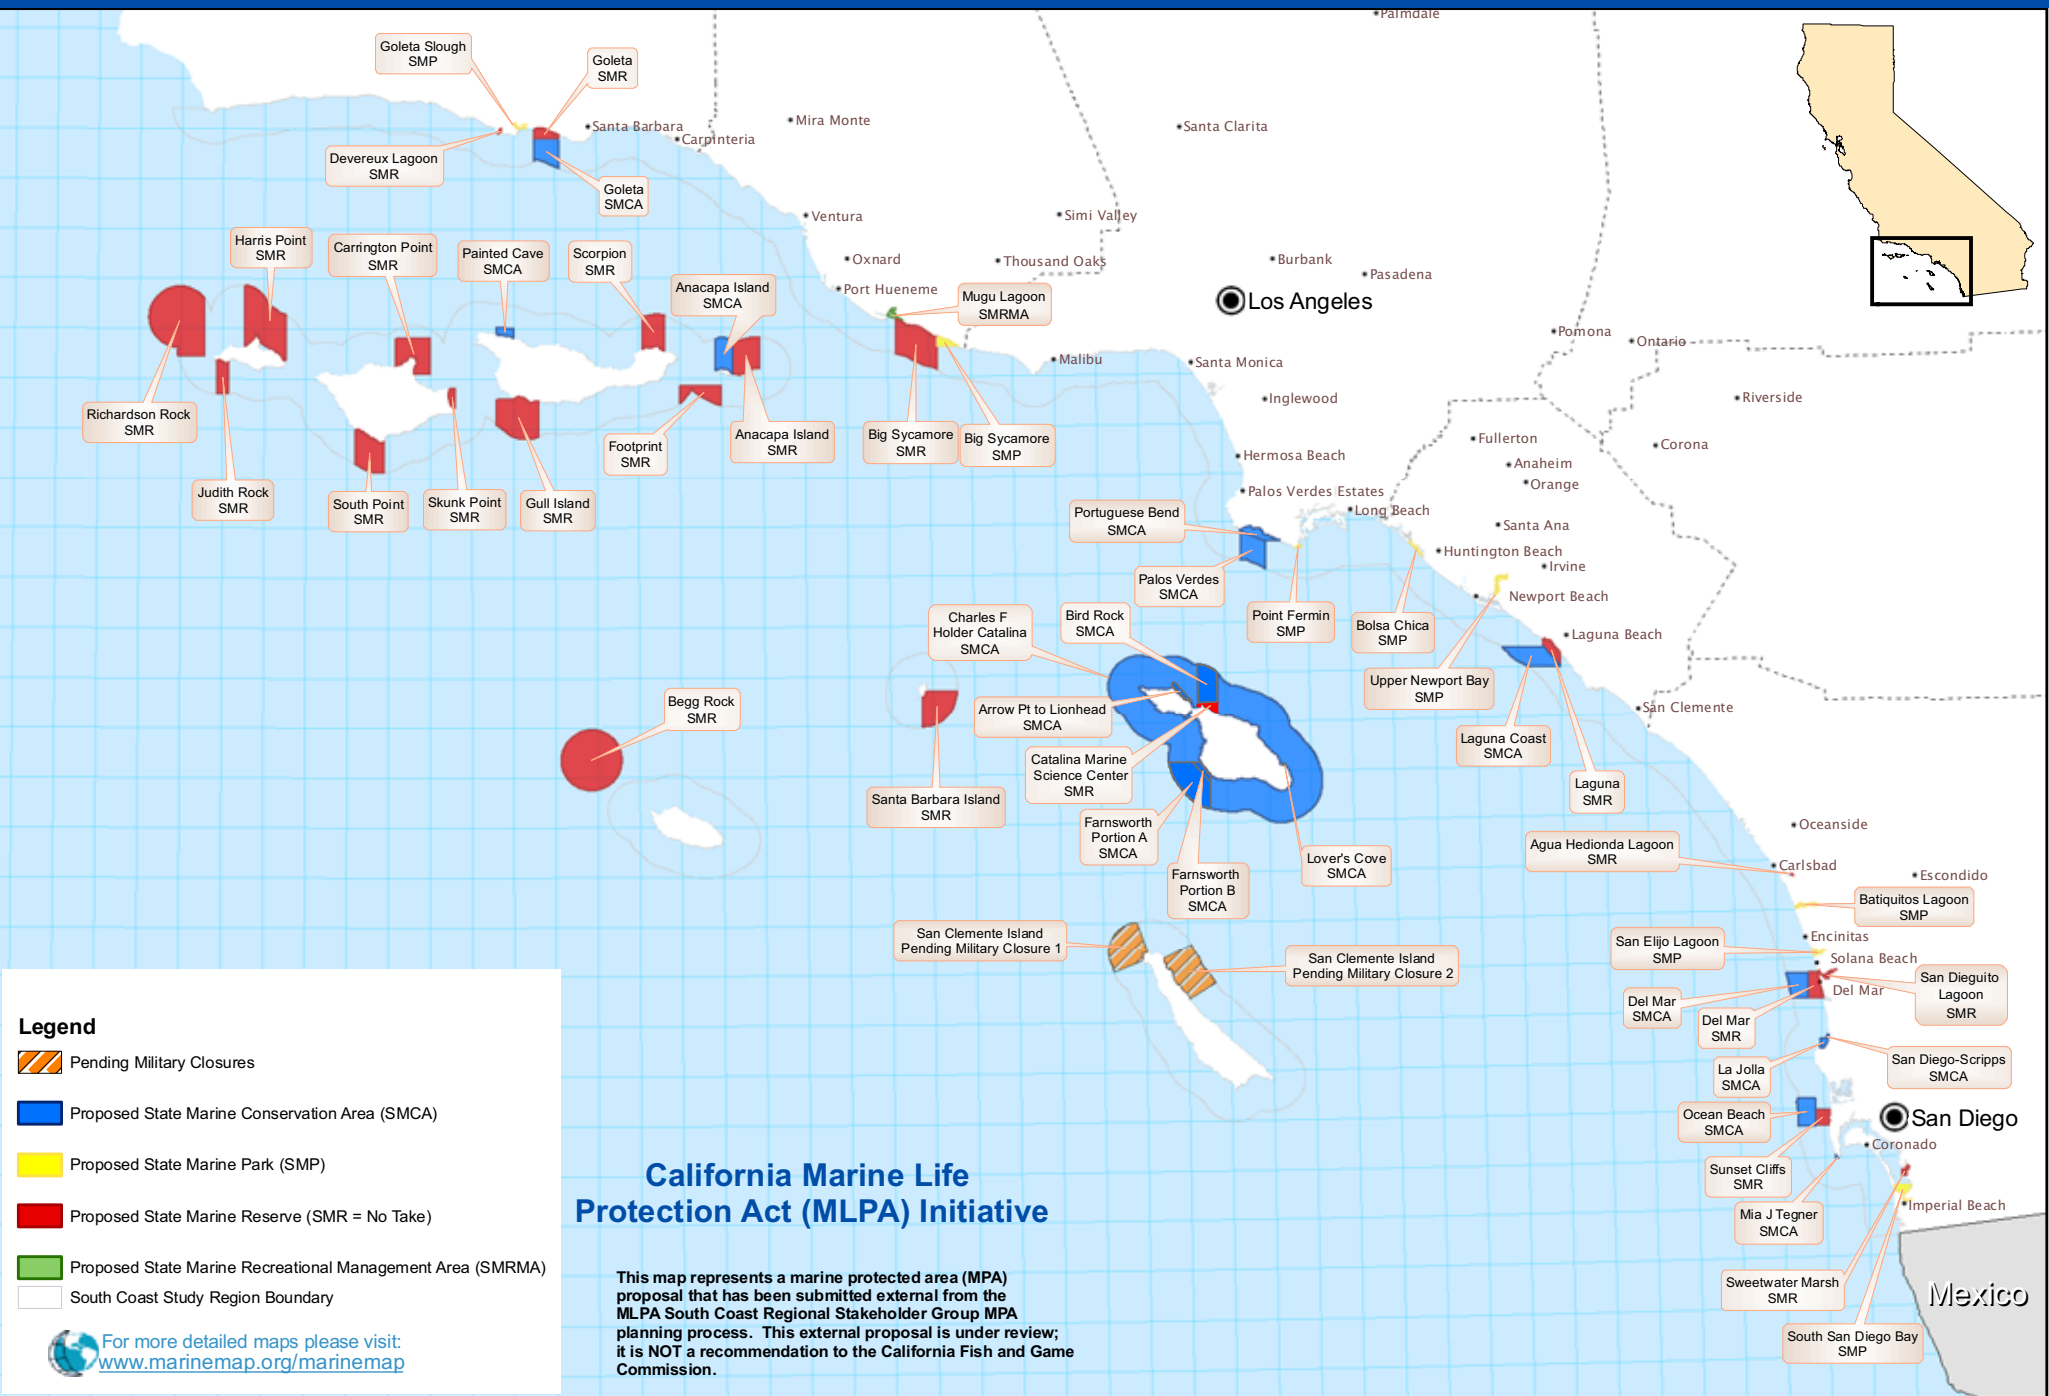 Palmdale
Goleta Slough
SMP
Goleta
SMR
Santa Barbara
Carpinteria
Mira Monte
Santa Clarita
Devereux Lagoon
SMR
Goleta
SMCA
Ventura
Simi Valley
Harris Point
SMR
Carrington Point
SMR
Painted Cave
SMCA
Scorpion
SMR
Anacapa Island
SMCA
Oxnard
Thousand Oaks
Burbank
Pasadena
Port Hueneme
Mugu Lagoon
SMRMA
Los Angeles
Pomona
Ontario
Malibu
Santa Monica
Richardson Rock
SMR
Inglewood
Riverside
Footprint
SMR
Anacapa Island
SMR
Big Sycamore
SMR
Big Sycamore
SMP
Fullerton
Corona
Hermosa Beach
Anaheim
Orange
Judith Rock
SMR
South Point
SMR
Skunk Point
SMR
Gull Island
SMR
Palos Verdes Estates
Long Beach
Portuguese Bend
SMCA
Santa Ana
Huntington Beach
Irvine
Palos Verdes
SMCA
Newport Beach
Charles F
Holder Catalina
SMCA
Bird Rock
SMCA
Point Fermin
SMP
Bolsa Chica
SMP
Laguna Beach
Upper Newport Bay
SMP
Begg Rock
SMR
Arrow Pt to Lionhead
SMCA
San Clemente
Laguna Coast
SMCA
Catalina Marine
Science Center
SMR
Laguna
SMR
Santa Barbara Island
SMR
Farnsworth
Portion A
SMCA
Oceanside
Lover's Cove
SMCA
Agua Hedionda Lagoon
SMR
Carlsbad
Escondido
Farnsworth
Portion B
SMCA
Batiquitos Lagoon
SMP
San Clemente Island
Pending Military Closure 1
San Clemente Island
Pending Military Closure 2
Encinitas
San Elijo Lagoon
SMP
Solana Beach
San Dieguito
Lagoon
SMR
Del Mar
Del Mar
SMCA
Del Mar
SMR
San Diego-Scripps
SMCA
La Jolla
SMCA
Ocean Beach
SMCA
San Diego
Coronado
Sunset Cliffs
SMR
Mia J Tegner
SMCA
Imperial Beach
Sweetwater Marsh
SMR
Mexico
South San Diego Bay
SMP
Legend
Pending Military Closures
Proposed State Marine Conservation Area (SMCA)
Proposed State Marine Park (SMP)
Proposed State Marine Reserve (SMR = No Take)
Proposed State Marine Recreational Management Area (SMRMA)
South Coast Study Region Boundary
For more detailed maps please visit:
www.marinemap.org/marinemap
California Marine Life
Protection Act (MLPA) Initiative
This map represents a marine protected area (MPA)
proposal that has been submitted external from the
MLPA South Coast Regional Stakeholder Group MPA
planning process.  This external proposal is under review;
it is NOT a recommendation to the California Fish and Game
Commission.